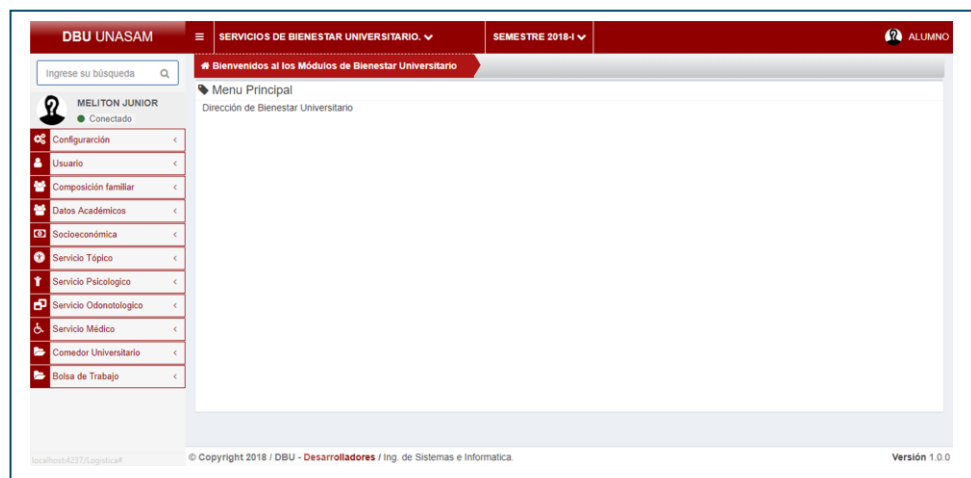 DBU UNASAM
SERVICIOS DE BIENESTAR UNIVERSITARIO.
SEMESTRE 2018-I
ALUMNO
Ingrese su búsqueda
Bienvenidos al los Módulos de Bienestar Universitario
Menu Principal
Dirección de Bienestar Universitario
MELITON JUNIOR
Conectado
Configurarción
Usuario
Composición familiar
Datos Académicos
Socioeconómica
Servicio Tópico
Servicio Psicologico
Servicio Odonotologico
Servicio Médico
Comedor Universitario
Bolsa de Trabajo
localhost:4237/Logistica#
© Copyright 2018 / DBU - Desarrolladores / Ing. de Sistemas e Informatica.
Versión 1.0.0